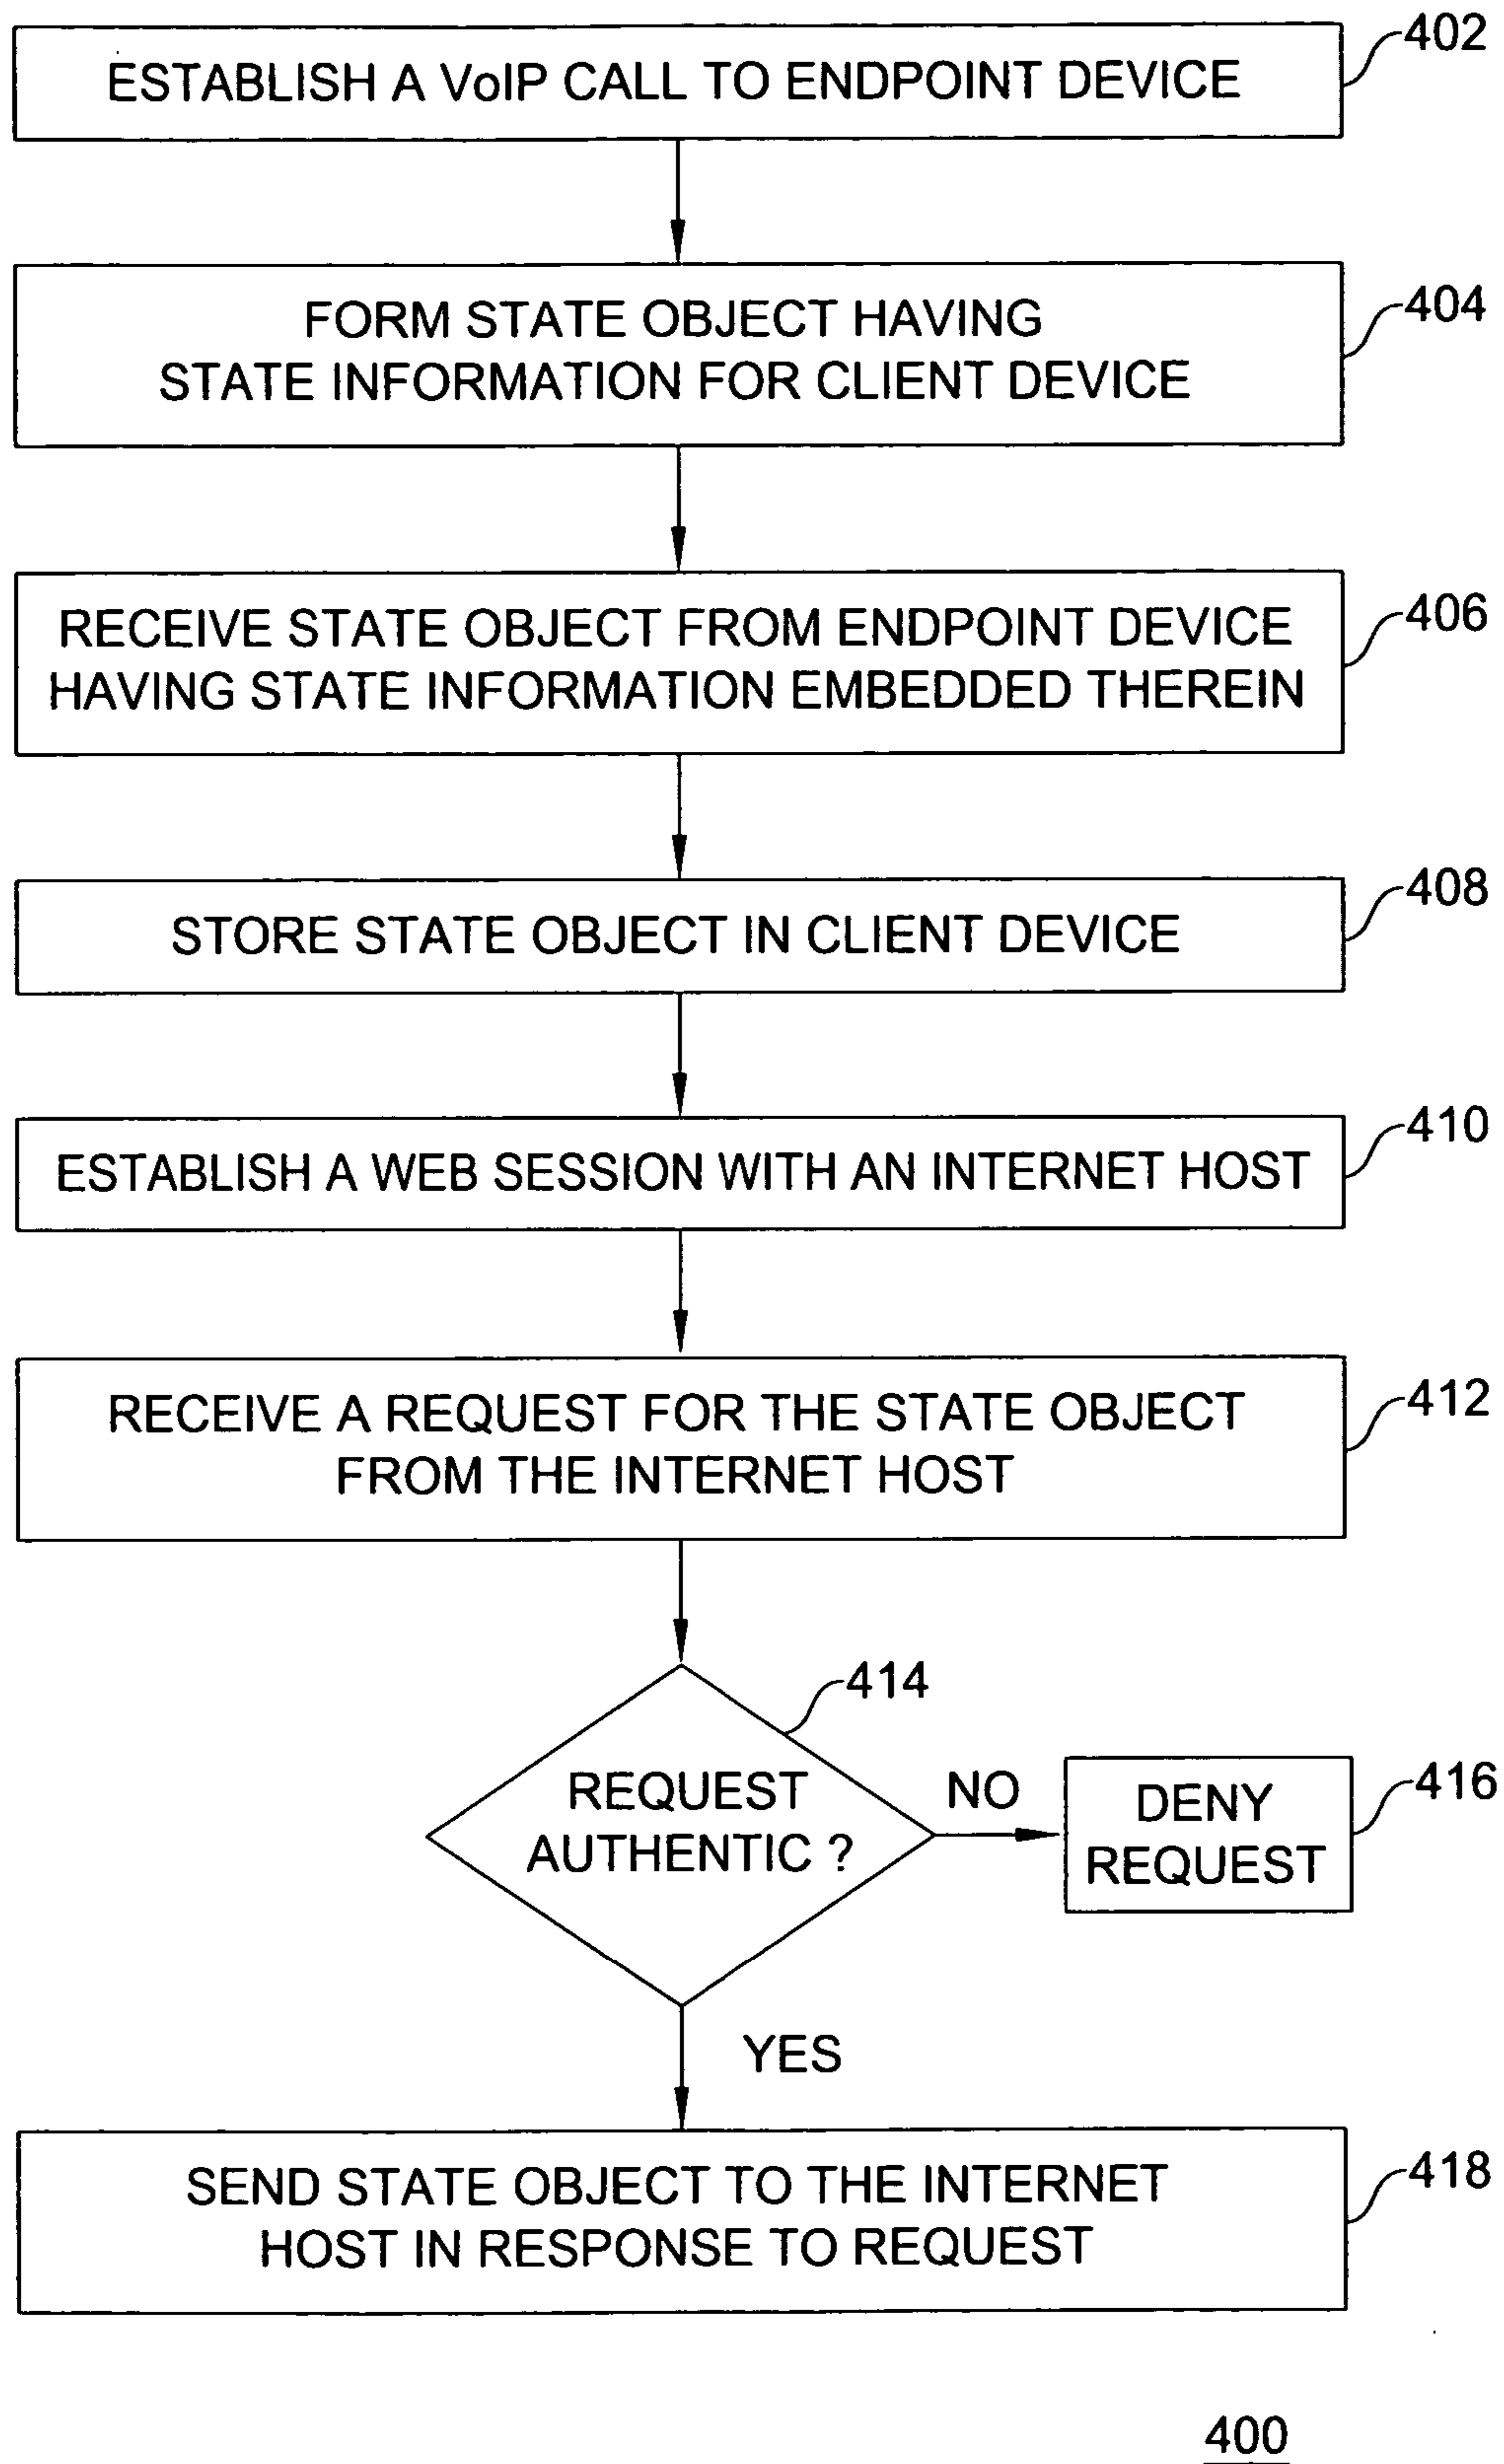 402
ESTABLISH A VoIP CALL TO ENDPOINT DEVICE
404
FORM STATE OBJECT HAVING
STATE INFORMATION FOR CLIENT DEVICE
406
RECEIVE STATE OBJECT FROM ENDPOINT DEVICE
HAVING STATE INFORMATION EMBEDDED THEREIN
408
STORE STATE OBJECT IN CLIENT DEVICE
410
ESTABLISH A WEB SESSION WITH AN INTERNET HOST
412
RECEIVE A REQUEST FOR THE STATE OBJECT
FROM THE INTERNET HOST
414
REQUEST
AUTHENTIC ?
NO
416
DENY
REQUEST
YES
418
SEND STATE OBJECT TO THE INTERNET
HOST IN RESPONSE TO REQUEST
400